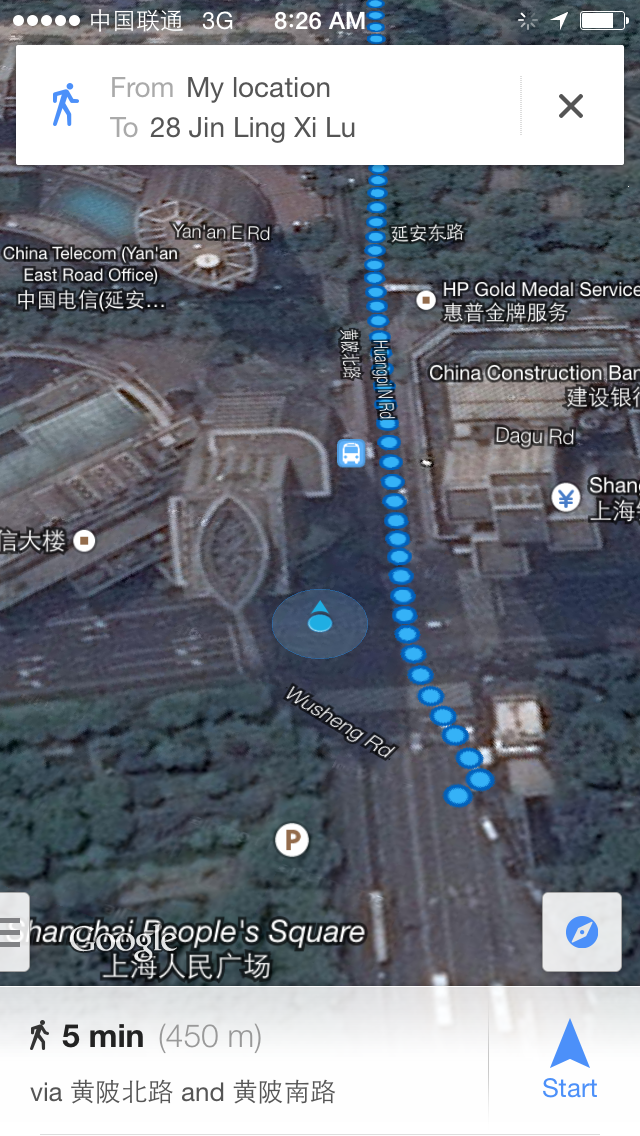 中国联通 3G 8:26 AM
From My location
To 28 Jin Ling Xi Lu
Yan'an E Rd
延安东路
China Telecom (Yan'an
East Road Office)
中国电信(延安...
HP Gold Medal Service
惠普金牌服务
黄陂北路
Huangpi N Rd
China Construction Ban
建设银行
Dagu Rd
Shang
上海
信大楼
Wusheng Rd
P
Shanghai People's Square
Google
上海人民广场
5 min (450 m)
via 黄陂北路 and 黄陂南路
Start